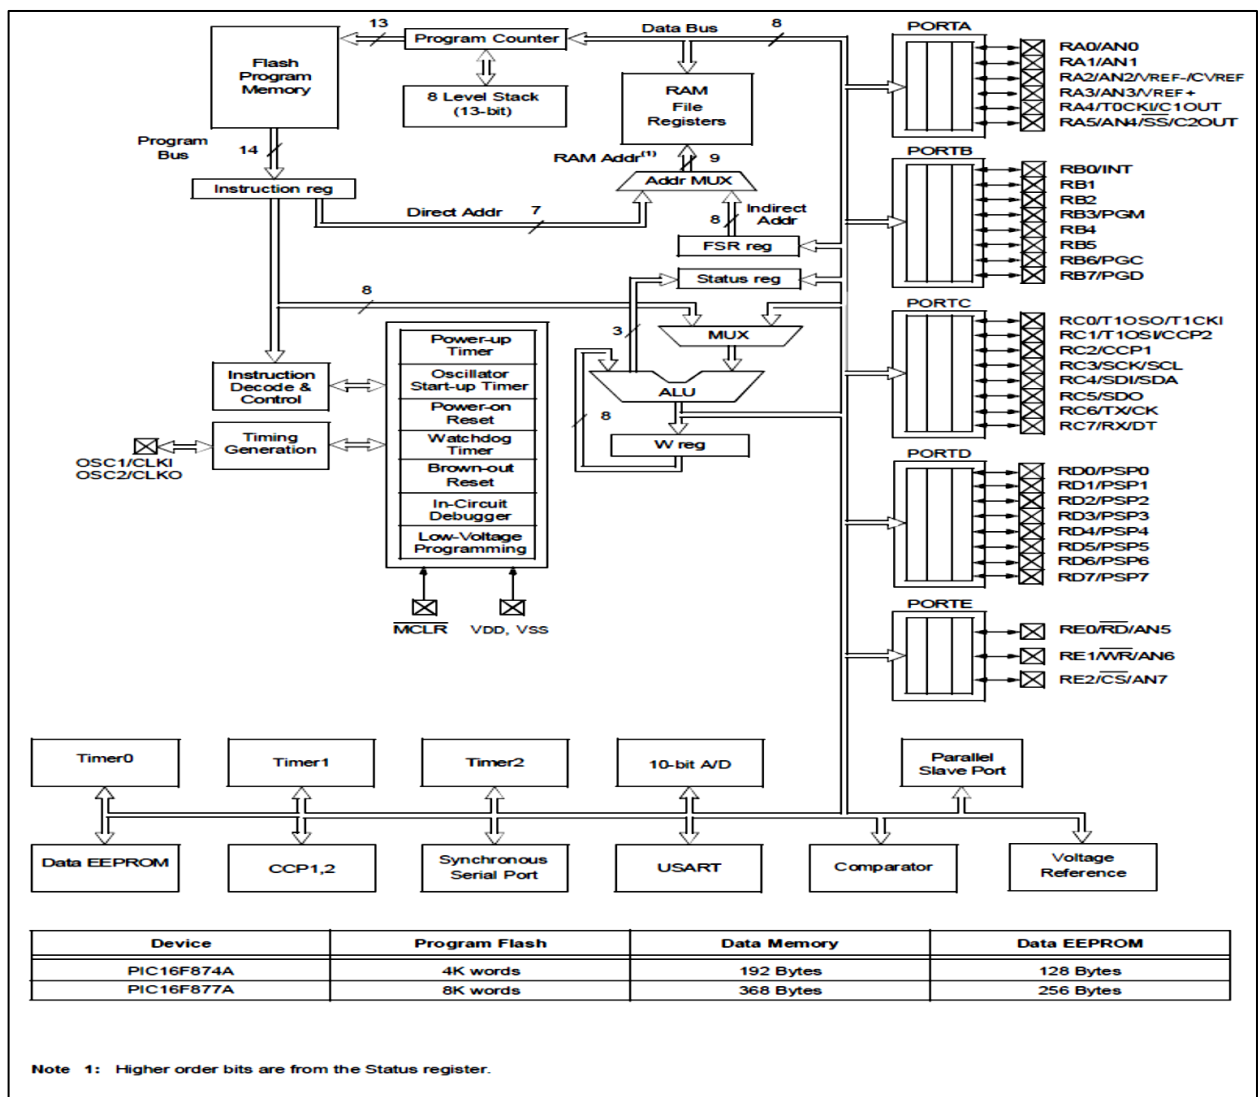 13
Program Counter
Data Bus
8
PORTA
Flash
Program
Memory
8 Level Stack
(13-bit)
RAM
File
Registers
RA0/AN0
RA1/AN1
RA2/AN2/VREF-/CVREF
RA3/AN3/VREF+
RA4/T0CKI/C1OUT
RA5/AN4/SS/C2OUT
Program
Bus
14
RAM Addr(1)
9
PORTB
Instruction reg
Addr MUX
Direct Addr
7
8
Indirect
Addr
FSR reg
RB0/INT
RB1
RB2
RB3/PGM
RB4
RB5
RB6/PGC
RB7/PGD
Status reg
8
3
MUX
PORTC
RC0/T1OSO/T1CKI
RC1/T1OSI/CCP2
RC2/CCP1
RC3/SCK/SCL
RC4/SDI/SDA
RC5/SDO
RC6/TX/CK
RC7/RX/DT
Power-up
Timer
Instruction
Decode &
Control
Oscillator
Start-up Timer
ALU
Power-on
Reset
8
Timing
Generation
Watchdog
Timer
W reg
OSC1/CLKI
OSC2/CLKO
Brown-out
Reset
In-Circuit
Debugger
Low-Voltage
Programming
PORTD
RD0/PSP0
RD1/PSP1
RD2/PSP2
RD3/PSP3
RD4/PSP4
RD5/PSP5
RD6/PSP6
RD7/PSP7
MCLR
VDD, VSS
PORTE
RE0/RD/AN5
RE1/WR/AN6
RE2/CS/AN7
Timer0
Timer1
Timer2
10-bit A/D
Parallel
Slave Port
Data EEPROM
CCP1,2
Synchronous
Serial Port
USART
Comparator
Voltage
Reference
Device Program Flash Data Memory Data EEPROM
PIC16F874A 4K words 192 Bytes 128 Bytes
PIC16F877A 8K words 368 Bytes 256 Bytes
Note 1: Higher order bits are from the Status register.